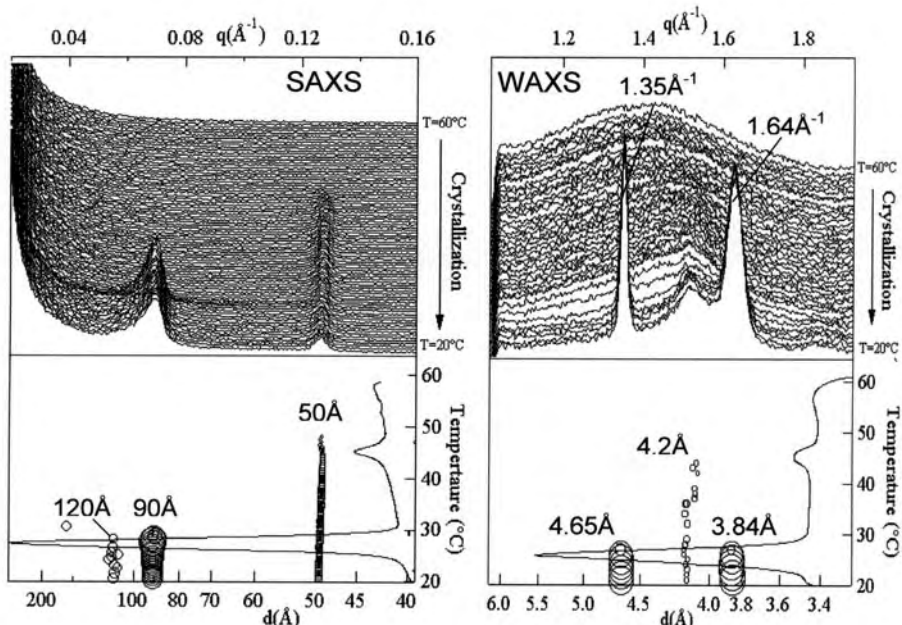 0.04 0.08 0.12 0.16
q(Å⁻¹)
SAXS
T=60°C
Crystallization
T=20°C
120Å 90Å 50Å
60
50
40
30
20
Tempertaure (°C)
200 100 80 70 60 50 45 40
d(Å)
1.2 1.4 1.6 1.8
q(Å⁻¹)
WAXS
1.35Å⁻¹
1.64Å⁻¹
T=60°C
Crystallization
T=20°C
4.65Å 4.2Å 3.84Å
60
50
40
30
20
Temperature (°C)
6.0 5.5 5.0 4.5 4.0 3.8 3.6 3.4
d(Å)